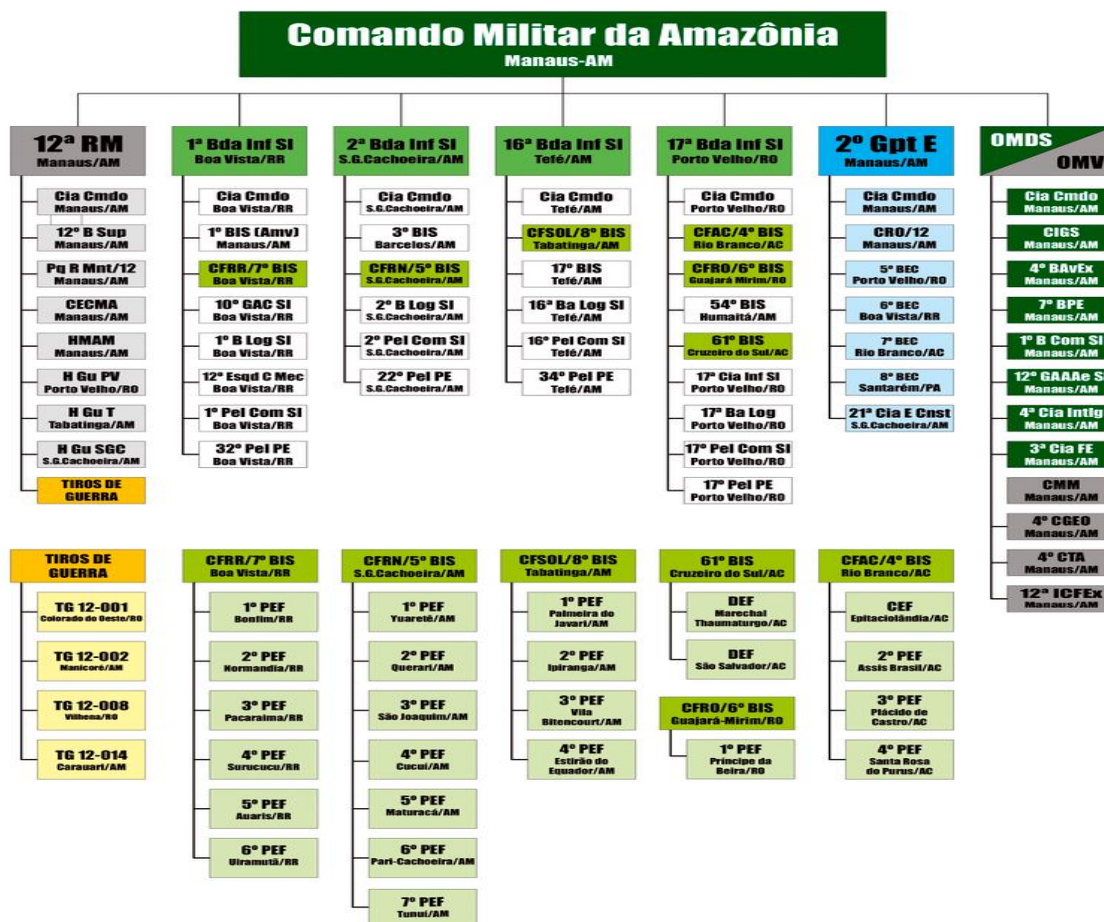 Comando Militar da Amazônia
Manaus-AM
12ª RM
Manaus/AM
Cia Cmdo
Manaus/AM
12º B Sup
Manaus/AM
Pq R Mnt/12
Manaus/AM
CECMA
Manaus/AM
HMAM
Manaus/AM
H Gu PV
Porto Velho/RO
H Gu T
Tabatinga/AM
H Gu SGC
S.G.Cachoeira/AM
TIROS DE
GUERRA
1ª Bda Inf Sl
Boa Vista/RR
Cia Cmdo
Boa Vista/RR
1º BIS (Amv)
Manaus/AM
CFRR/7º BIS
Boa Vista/RR
10º GAC Sl
Boa Vista/RR
1º B Log Sl
Boa Vista/RR
12º Esqd C Mec
Boa Vista/RR
1º Pel Com Sl
Boa Vista/RR
32º Pel PE
Boa Vista/RR
2ª Bda Inf Sl
S.G.Cachoeira/AM
Cia Cmdo
S.G.Cachoeira/AM
3º BIS
Barcelos/AM
CFRN/5º BIS
S.G.Cachoeira/AM
2º B Log Sl
S.G.Cachoeira/AM
2º Pel Com Sl
S.G.Cachoeira/AM
22º Pel PE
S.G.Cachoeira/AM
16ª Bda Inf Sl
Tefé/AM
Cia Cmdo
Tefé/AM
CFSOL/8º BIS
Tabatinga/AM
17º BIS
Tefé/AM
16ª Ba Log Sl
Tefé/AM
16º Pel Com Sl
Tefé/AM
34º Pel PE
Tefé/AM
17ª Bda Inf Sl
Porto Velho/RO
Cia Cmdo
Porto Velho/RO
CFAC/4º BIS
Rio Branco/AC
CFRO/6º BIS
Guajará Mirim/RO
54º BIS
Humaitá/AM
61º BIS
Cruzeiro do Sul/AC
17ª Cia Inf Sl
Porto Velho/RO
17ª Ba Log
Porto Velho/RO
17º Pel Com Sl
Porto Velho/RO
17º Pel PE
Porto Velho/RO
2º Gpt E
Manaus/AM
Cia Cmdo
Manaus/AM
CRO/12
Manaus/AM
5º BEC
Porto Velho/RO
6º BEC
Boa Vista/RR
7º BEC
Rio Branco/AC
8º BEC
Santarém/PA
21ª Cia E Cnst
S.G.Cachoeira/AM
OMDS
OMV
Cia Cmdo
Manaus/AM
CIGS
Manaus/AM
4º BAvEx
Manaus/AM
7º BPE
Manaus/AM
1º B Com Sl
Manaus/AM
12º GAAAe S
Manaus/AM
4ª Cia Intlg
Manaus/AM
3ª Cia FE
Manaus/AM
CMM
Manaus/AM
4º CGEO
Manaus/AM
4º CTA
Manaus/AM
12ª ICFEx
Manaus/AM
TIROS DE
GUERRA
TG 12-001
Colorado do Oeste/RO
TG 12-002
Manicoré/AM
TG 12-008
Vilhena/RO
TG 12-014
Carauari/AM
CFRR/7º BIS
Boa Vista/RR
1º PEF
Bonfim/RR
2º PEF
Normandia/RR
3º PEF
Pacaraima/RR
4º PEF
Surucucu/RR
5º PEF
Auaris/RR
6º PEF
Uiramutã/RR
CFRN/5º BIS
S.G.Cachoeira/AM
1º PEF
Yuaretê/AM
2º PEF
Querari/AM
3º PEF
São Joaquim/AM
4º PEF
Cucuí/AM
5º PEF
Maturacá/AM
6º PEF
Pari-Cachoeira/AM
7º PEF
Tunuí/AM
CFSOL/8º BIS
Tabatinga/AM
1º PEF
Palmeira do
Javari/AM
2º PEF
Ipiranga/AM
3º PEF
Vila
Bitencourt/AM
4º PEF
Estirão do
Equador/AM
61º BIS
Cruzeiro do Sul/AC
DEF
Marechal
Thaumaturgo/AC
DEF
São Salvador/AC
CFRO/6º BIS
Guajará-Mirim/RO
1º PEF
Príncipe da
Beira/RO
CFAC/4º BIS
Rio Branco/AC
CEF
Epitaciolândia/AC
2º PEF
Assis Brasil/AC
3º PEF
Plácido de
Castro/AC
4º PEF
Santa Rosa
do Purus/AC